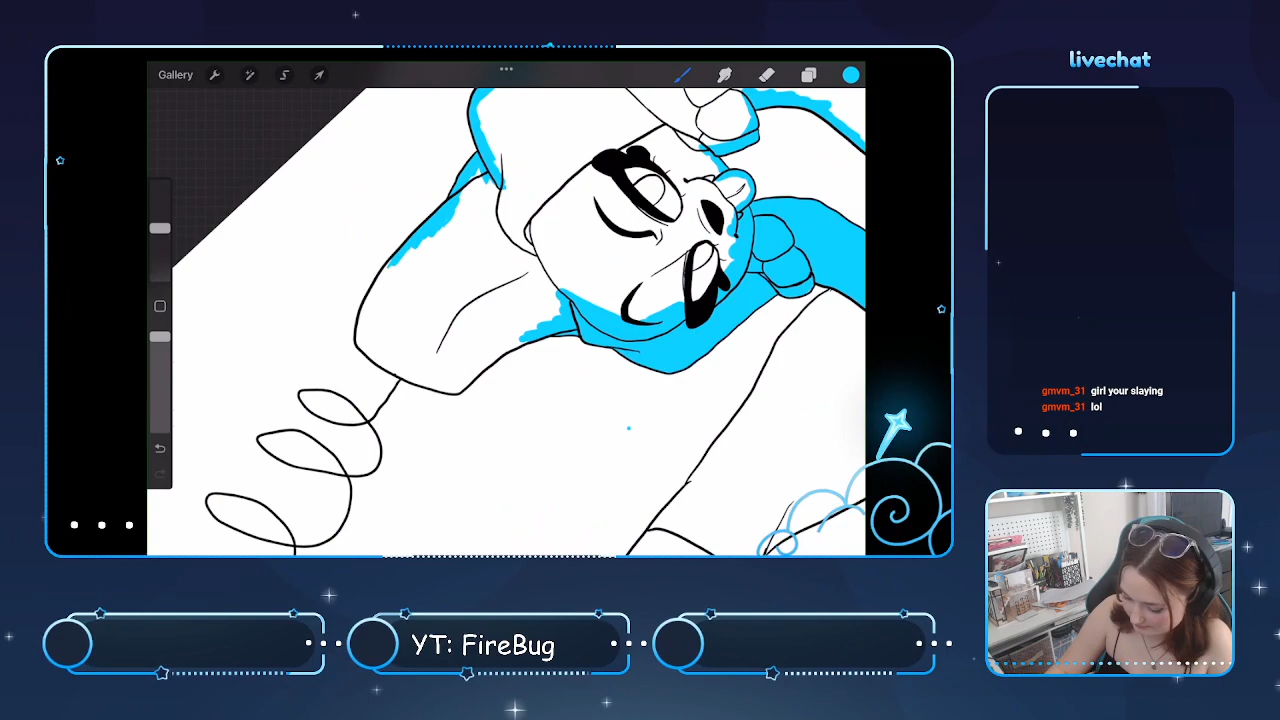 Gallery
livechat
gmvm_31 girl your slaying
gmvm_31 lol
YT: FireBug